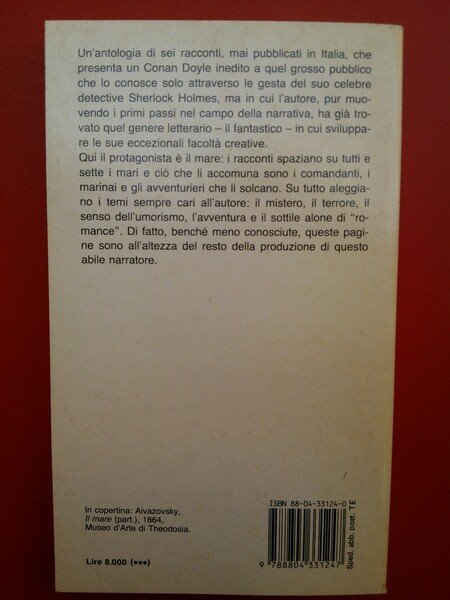 Un'antologia di sei racconti, mai pubblicati in Italia, che
presenta un Conan Doyle inedito a quel grosso pubblico
che lo conosce solo attraverso le gesta del suo celebre
detective Sherlock Holmes, ma in cui l'autore, pur muo-
vendo i primi passi nel campo della narrativa, ha già tro-
vato quel genere letterario – il fantastico – in cui sviluppa-
re le sue eccezionali facoltà creative.
Qui il protagonista è il mare: i racconti spaziano su tutti e
sette i mari e ciò che li accomuna sono i comandanti, i
marinai e gli avventurieri che li solcano. Su tutto aleggia-
no i temi sempre cari all'autore: il mistero, il terrore, il
senso dell'umorismo, l'avventura e il sottile alone di "ro-
mance". Di fatto, benché meno conosciute, queste pagi-
ne sono all'altezza del resto della produzione di questo
abile narratore.
In copertina: Aivazovsky,
Il mare (part.), 1864,
Museo d'Arte di Theodosia.
Lire 8.000 (•••)
ISBN 88-04-33124-0
9 788804 331247
Sped. abb. post. TE